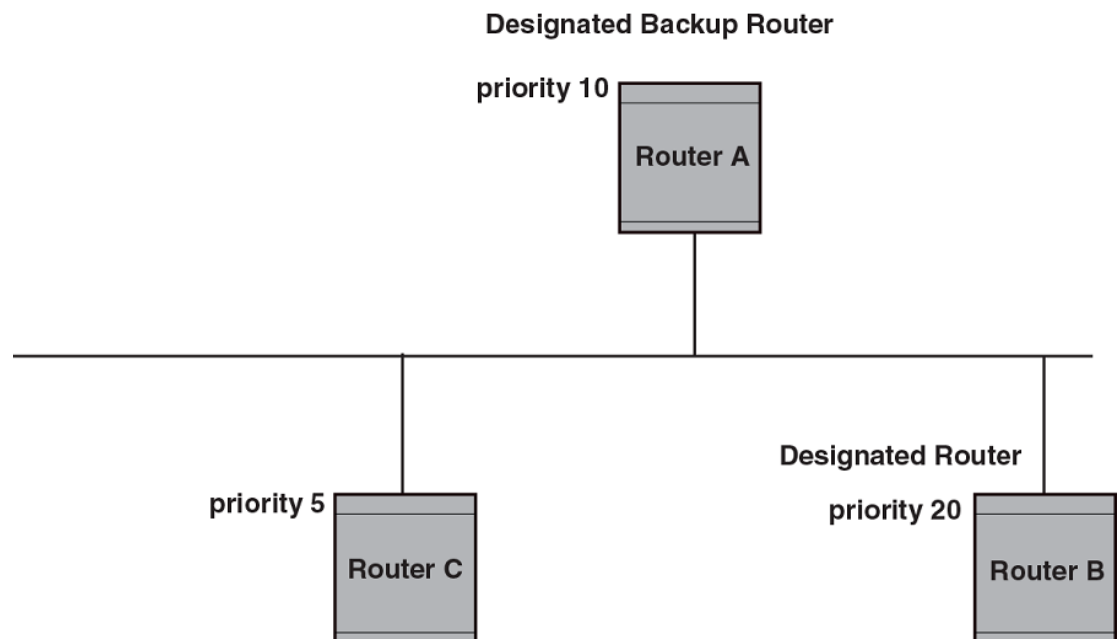 Designated Backup Router
priority 10
Router A
Designated Router
priority 5
priority 20
Router C
Router B